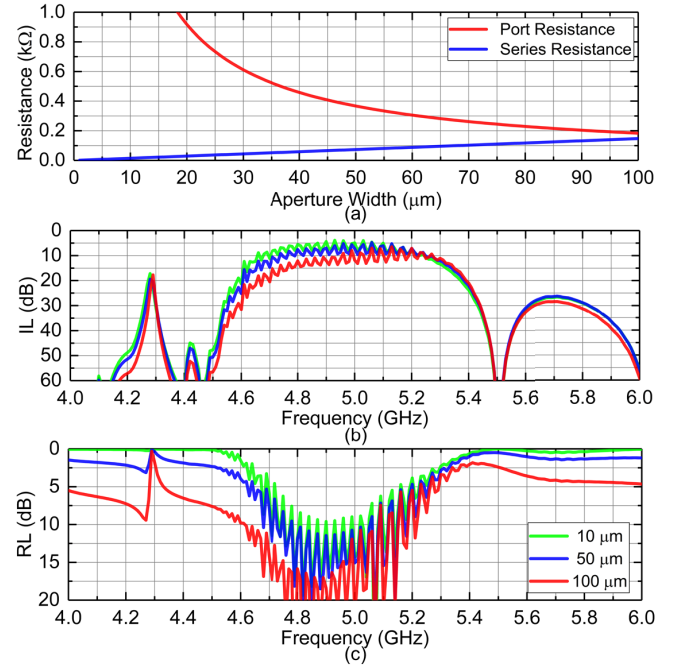 1.0
0.8
0.6
0.4
0.2
0.0
Resistance (kΩ)
Port Resistance
Series Resistance
0 10 20 30 40 50 60 70 80 90 100
Aperture Width (μm)
(a)
0
10
20
30
40
50
60
IL (dB)
4.0 4.2 4.4 4.6 4.8 5.0 5.2 5.4 5.6 5.8 6.0
Frequency (GHz)
(b)
0
5
10
15
20
RL (dB)
10 μm
50 μm
100 μm
4.0 4.2 4.4 4.6 4.8 5.0 5.2 5.4 5.6 5.8 6.0
Frequency (GHz)
(c)